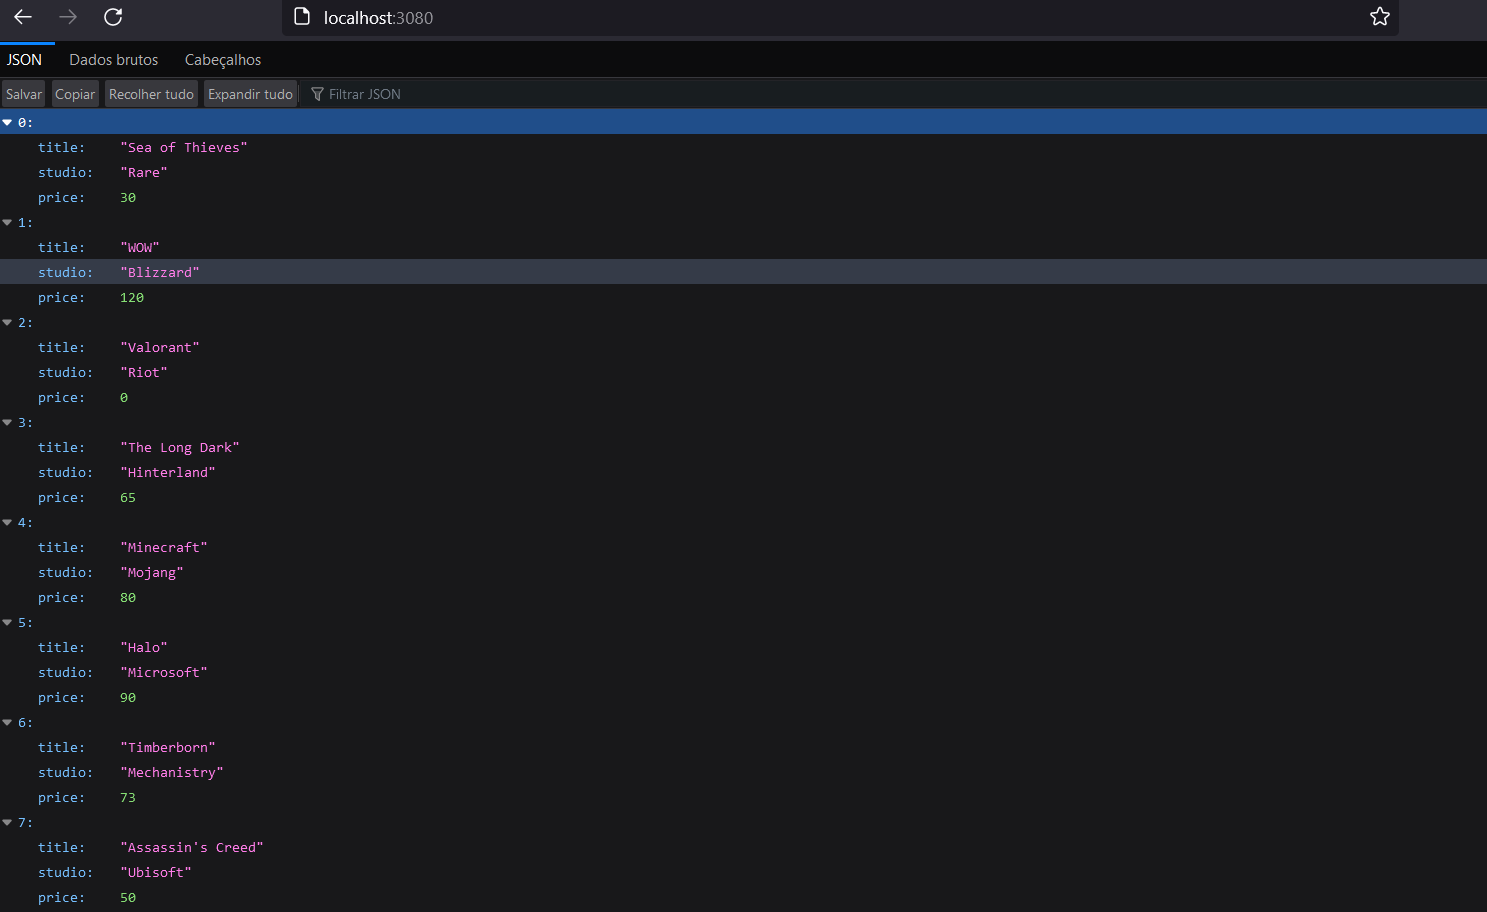 localhost:3080
JSON Dados brutos Cabeçalhos
Salvar Copiar Recolher tudo Expandir tudo Filtrar JSON
0:
title: "Sea of Thieves"
studio: "Rare"
price: 30
1:
title: "WOW"
studio: "Blizzard"
price: 120
2:
title: "Valorant"
studio: "Riot"
price: 0
3:
title: "The Long Dark"
studio: "Hinterland"
price: 65
4:
title: "Minecraft"
studio: "Mojang"
price: 80
5:
title: "Halo"
studio: "Microsoft"
price: 90
6:
title: "Timberborn"
studio: "Mechanistry"
price: 73
7:
title: "Assassin's Creed"
studio: "Ubisoft"
price: 50